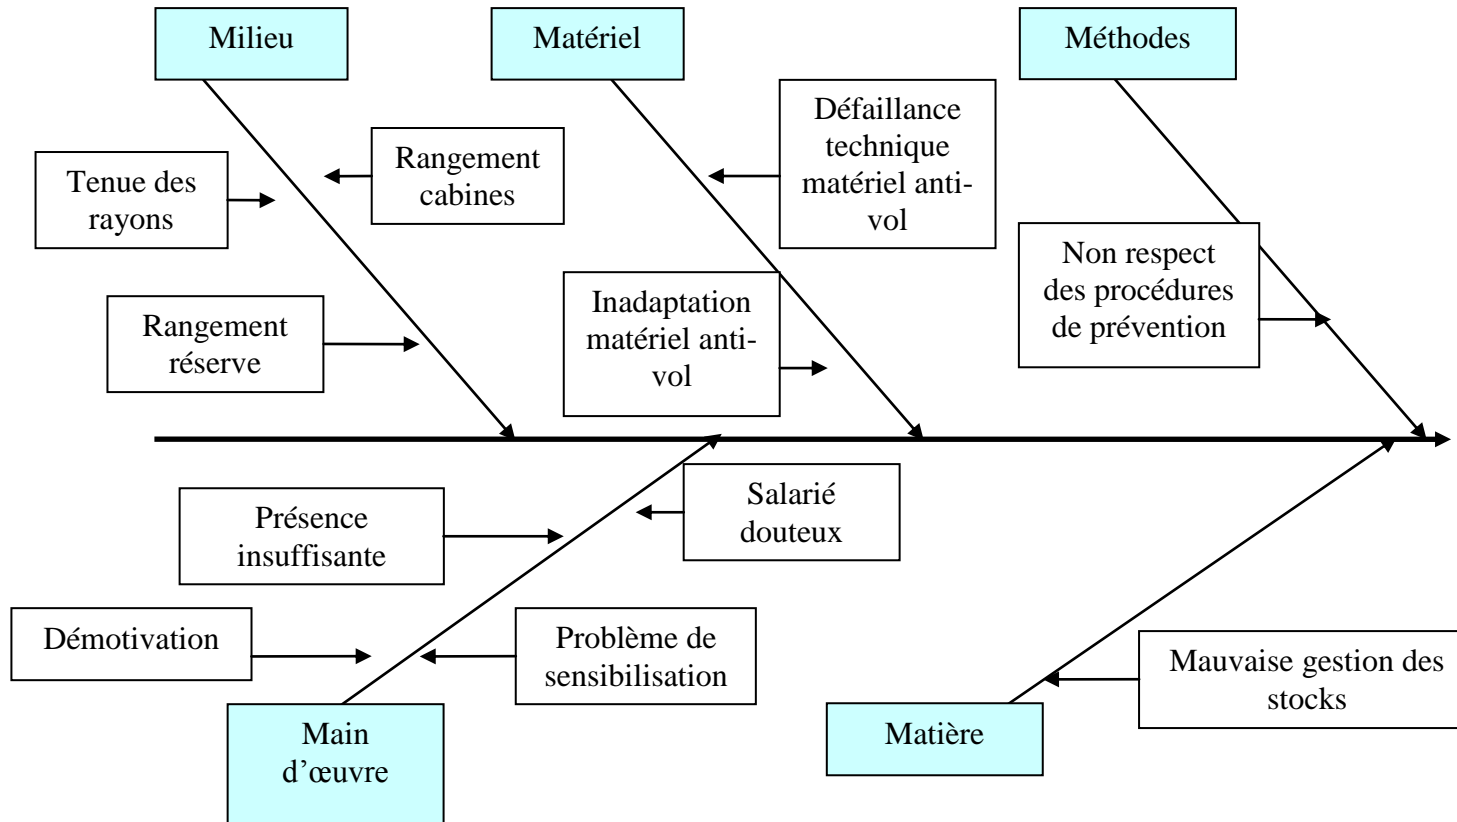 Milieu
Matériel
Méthodes
Défaillance
technique
matériel anti-
vol
Rangement
cabines
Tenue des
rayons
Non respect
des procédures
de prévention
Inadaptation
matériel anti-
vol
Rangement
réserve
Salarié
douteux
Présence
insuffisante
Démotivation
Problème de
sensibilisation
Mauvaise gestion des
stocks
Main
d’œuvre
Matière